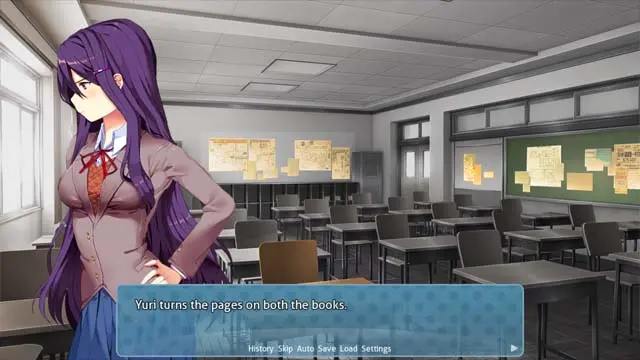 Yuri turns the pages on both the books.
History Skip Auto Save Load Settings